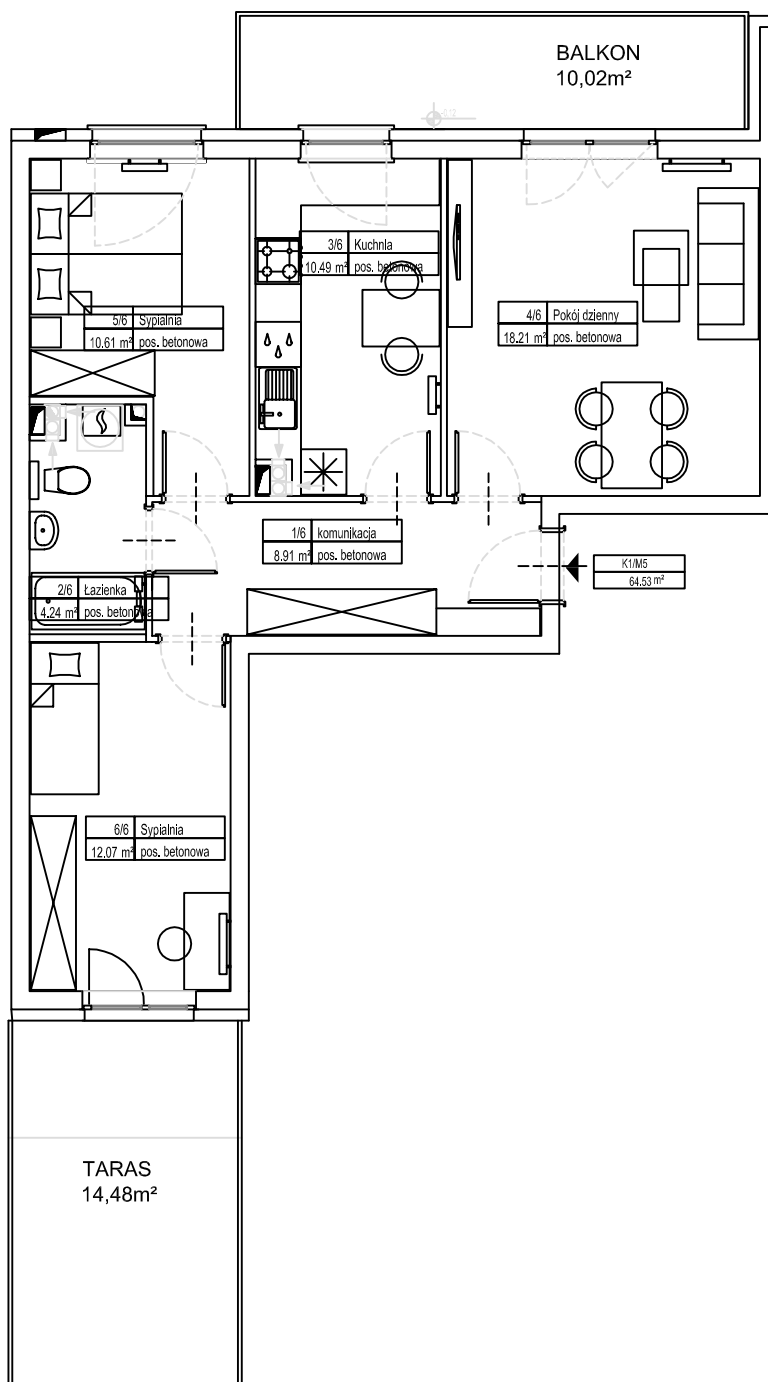 BALKON
10,02m²
3/6 Kuchnia
10.49 m² pos. betonowa
5/6 Sypialnia
10.61 m² pos. betonowa
4/6 Pokój dzienny
18.21 m² pos. betonowa
1/6 komunikacja
8.91 m² pos. betonowa
K1/M5
64.53 m²
2/6 Łazienka
4.24 m² pos. betonowa
6/6 Sypialnia
12.07 m² pos. betonowa
TARAS
14,48m²